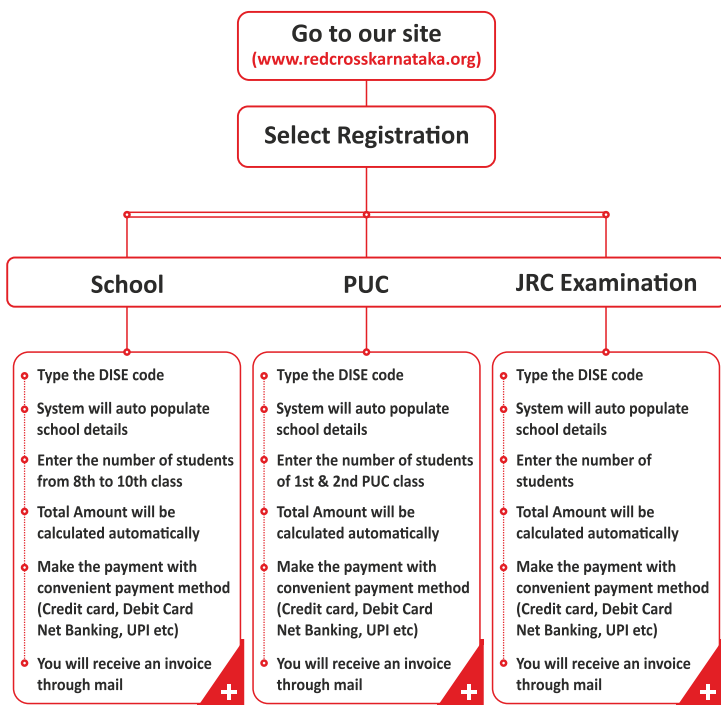 Go to our site
(www.redcrosskarnataka.org)
Select Registration
School
PUC
JRC Examination
Type the DISE code
System will auto populate
school details
Enter the number of students
from 8th to 10th class
Total Amount will be
calculated automatically
Make the payment with
convenient payment method
(Credit card, Debit Card
Net Banking, UPI etc)
You will receive an invoice
through mail
Type the DISE code
System will auto populate
school details
Enter the number of students
of 1st & 2nd PUC class
Total Amount will be
calculated automatically
Make the payment with
convenient payment method
(Credit card, Debit Card
Net Banking, UPI etc)
You will receive an invoice
through mail
Type the DISE code
System will auto populate
school details
Enter the number of
students
Total Amount will be
calculated automatically
Make the payment with
convenient payment method
(Credit card, Debit Card
Net Banking, UPI etc)
You will receive an invoice
through mail